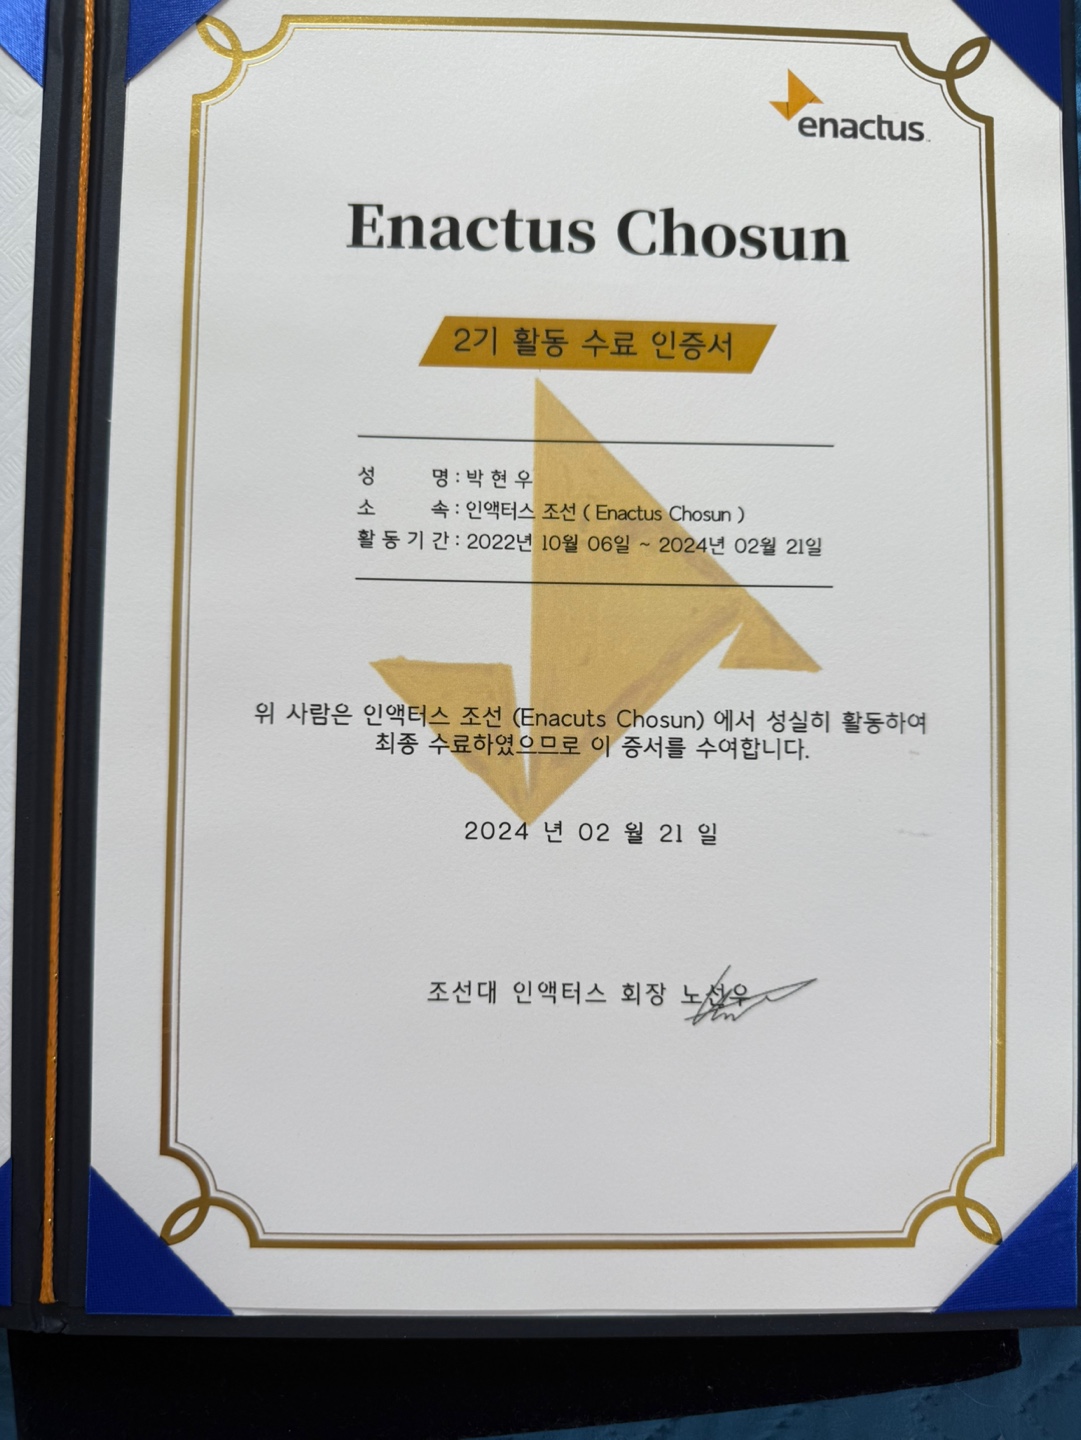 enactus
Enactus Chosun
2기 활동 수료 인증서
성 명 : 박 현 우
소 속 : 인액터스 조선 ( Enactus Chosun )
활 동 기 간 : 2022년 10월 06일 ~ 2024년 02월 21일
위 사람은 인액터스 조선 (Enacuts Chosun) 에서 성실히 활동하여
최종 수료하였으므로 이 증서를 수여합니다.
2024 년 02 월 21 일
조선대 인액터스 회장 노선우